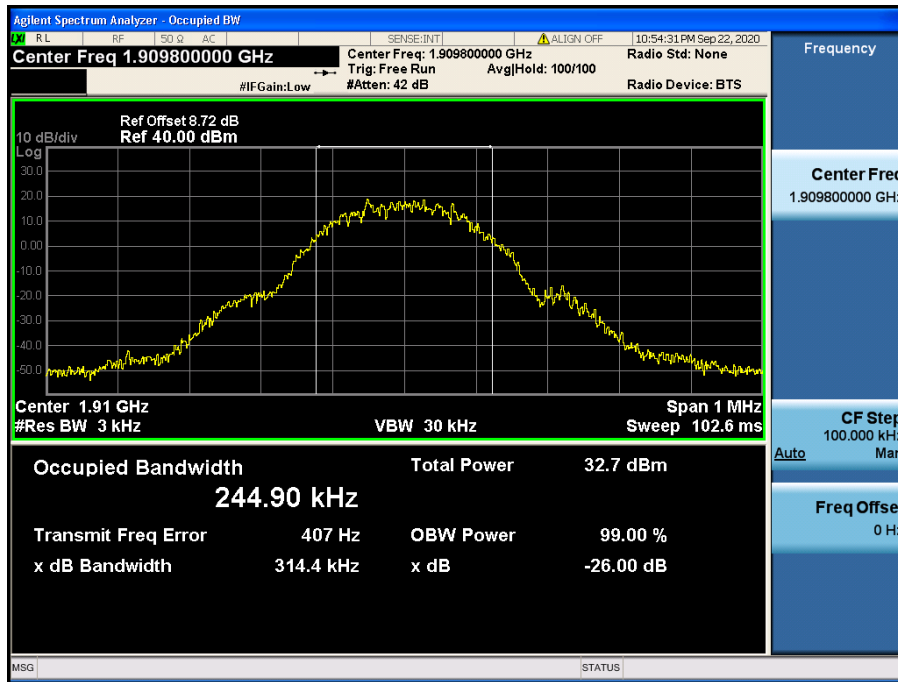 Agilent Spectrum Analyzer - Occupied BW
LXI RL RF 50 Ω AC SENSE:INT ALIGN OFF 10:54:31 PM Sep 22, 2020
Center Freq 1.909800000 GHz
Center Freq: 1.909800000 GHz Radio Std: None
Trig: Free Run Avg|Hold: 100/100
#IFGain:Low #Atten: 42 dB Radio Device: BTS
Ref Offset 8.72 dB
10 dB/div Ref 40.00 dBm
Log
30.0
20.0
10.0
0.00
-10.0
-20.0
-30.0
-40.0
-50.0
Center 1.91 GHz Span 1 MHz
#Res BW 3 kHz VBW 30 kHz Sweep 102.6 ms
Occupied Bandwidth Total Power 32.7 dBm
244.90 kHz
Transmit Freq Error 407 Hz OBW Power 99.00 %
x dB Bandwidth 314.4 kHz x dB -26.00 dB
MSG STATUS
Frequency
Center Freq
1.909800000 GHz
CF Step
100.000 kHz
Auto Man
Freq Offse
0 Hz